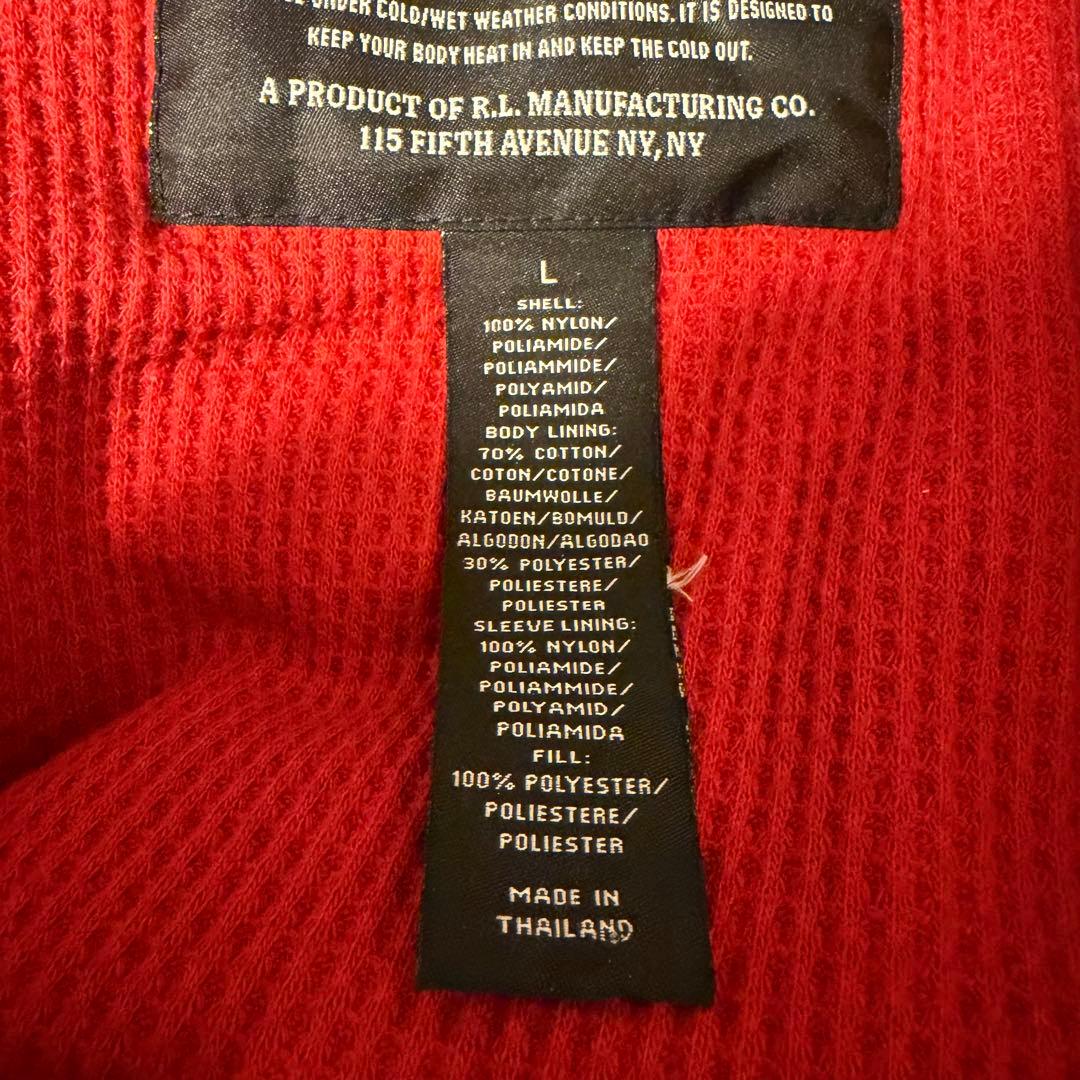 UNDER COLD/WET WEATHER CONDITIONS. IT IS DESIGNED TO
KEEP YOUR BODY HEAT IN AND KEEP THE COLD OUT.
A PRODUCT OF R.L. MANUFACTURING CO.
115 FIFTH AVENUE NY, NY
L
SHELL:
100% NYLON/
POLIAMIDE/
POLIAMMIDE/
POLYAMID/
POLIAMIDA
BODY LINING:
70% COTTON/
COTON/COTONE/
BAUMWOLLE/
KATOEN/BOMULD/
ALGODON/ALGODAO
30% POLYESTER/
POLIESTERE/
POLIESTER
SLEEVE LINING:
100% NYLON/
POLIAMIDE/
POLIAMMIDE/
POLYAMID/
POLIAMIDA
FILL:
100% POLYESTER/
POLIESTERE/
POLIESTER
MADE IN
THAILAND